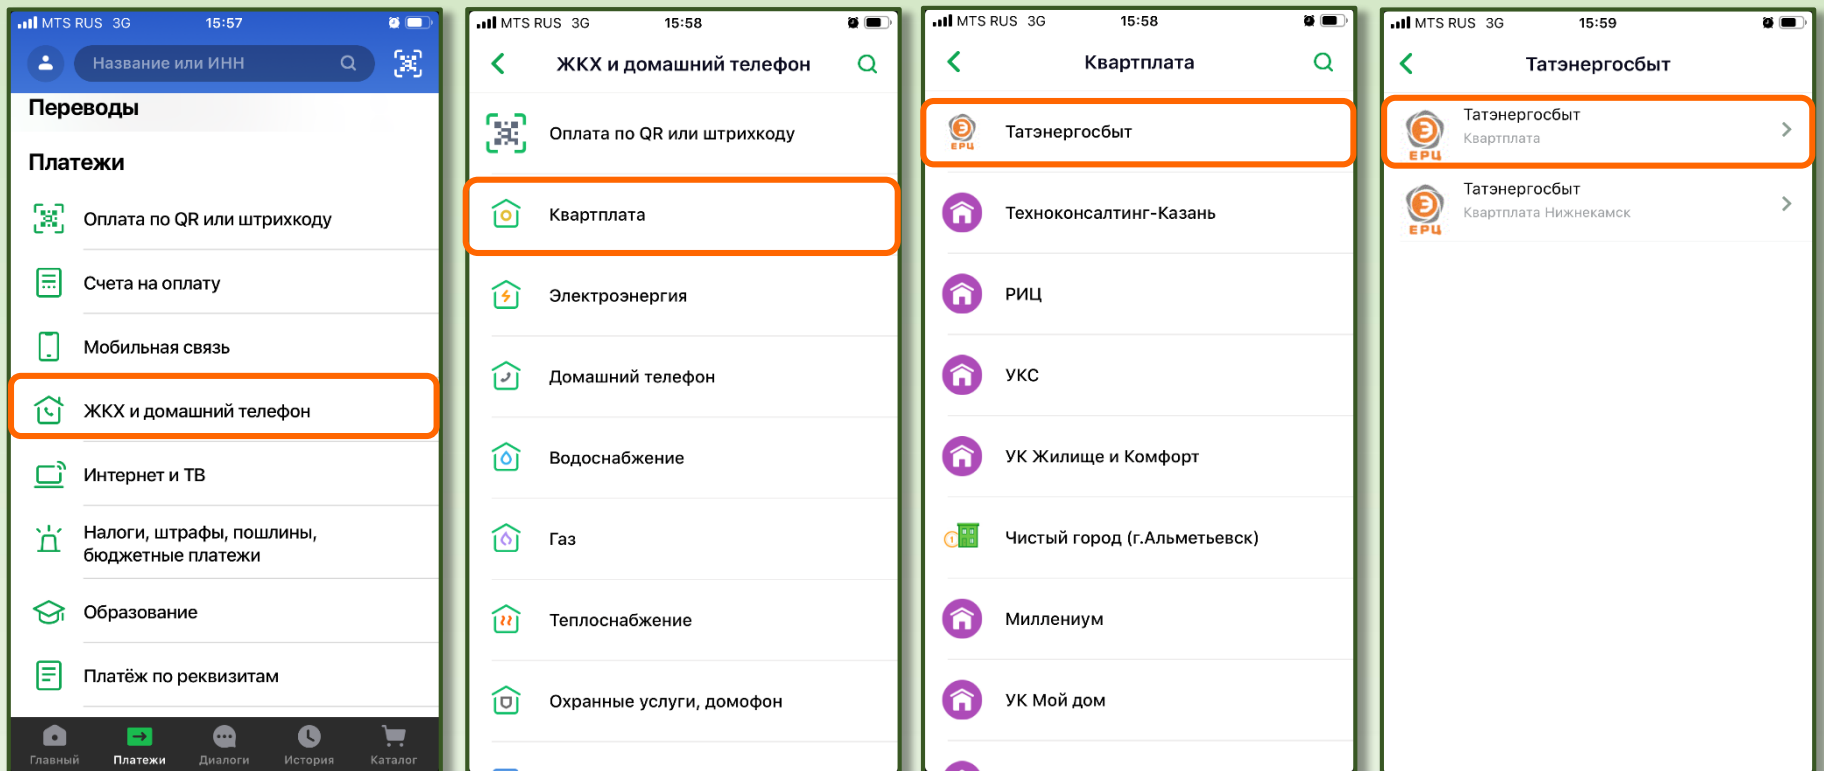 MTS RUS 3G 15:57
Название или ИНН
Переводы
Платежи
Оплата по QR или штрихкоду
Счета на оплату
Мобильная связь
ЖКХ и домашний телефон
Интернет и ТВ
Налоги, штрафы, пошлины,
бюджетные платежи
Образование
Платёж по реквизитам
Главный Платежи Диалоги История Каталог
MTS RUS 3G 15:58
ЖКХ и домашний телефон
Оплата по QR или штрихкоду
Квартплата
Электроэнергия
Домашний телефон
Водоснабжение
Газ
Теплоснабжение
Охранные услуги, домофон
MTS RUS 3G 15:58
Квартплата
ЕРЦ
Татэнергосбыт
Техноконсалтинг-Казань
РИЦ
УКС
УК Жилище и Комфорт
Чистый город (г.Альметьевск)
Миллениум
УК Мой дом
MTS RUS 3G 15:59
Татэнергосбыт
Татэнергосбыт
Квартплата
ЕРЦ
Татэнергосбыт
Квартплата Нижнекамск
ЕРЦ